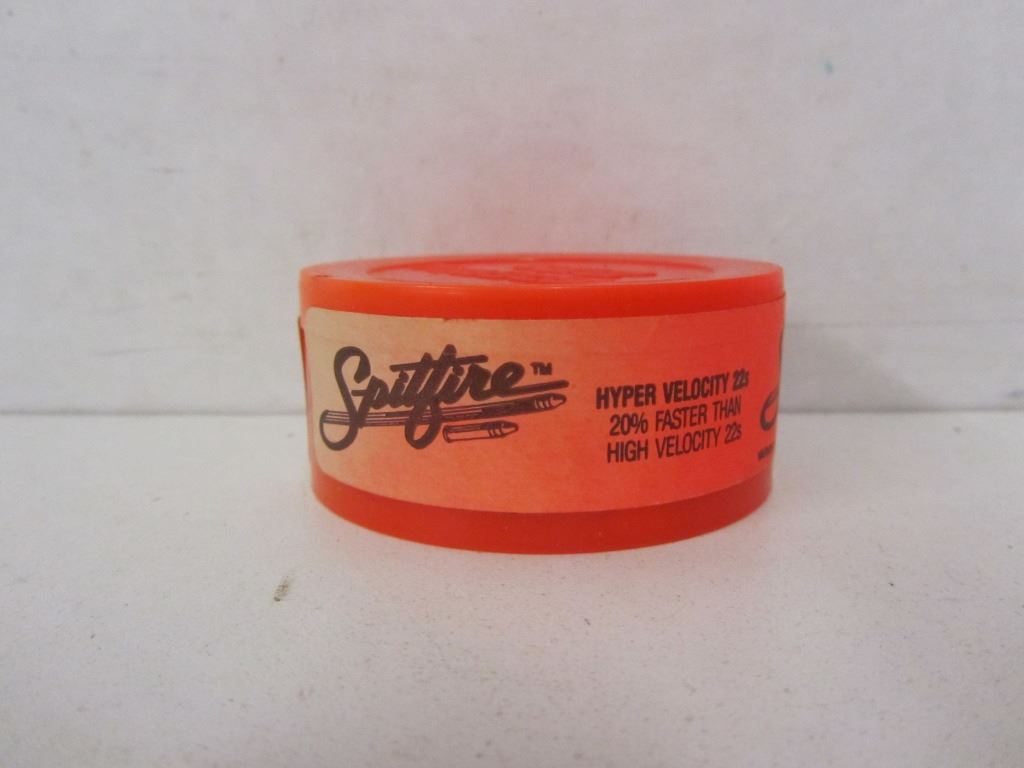 Spitfire™
HYPER VELOCITY 22s
20% FASTER THAN
HIGH VELOCITY 22s